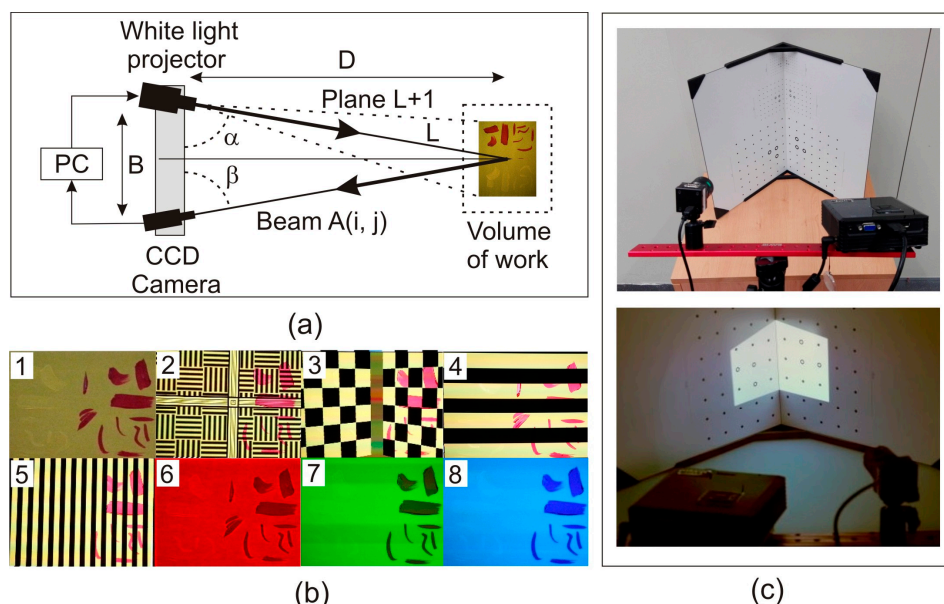 White light
projector
D
Plane L+1
α
L
PC
B
β
Beam A(i, j)
CCD
Camera
Volume
of work
(a)
1
2
3
4
5
6
7
8
(b)
(c)